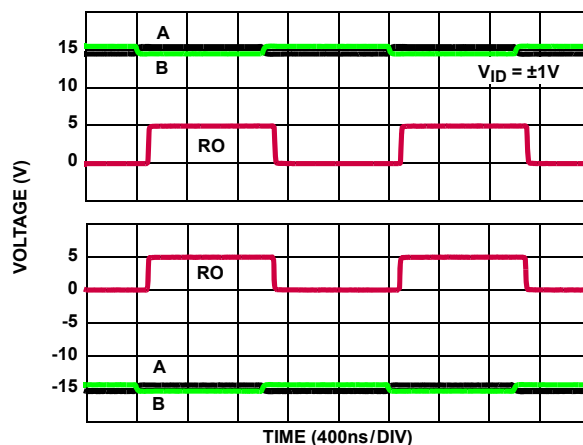 15
A
B
V_ID = ±1V
10
5
RO
0
VOLTAGE (V)
5
RO
0
-5
-10
A
-15
B
TIME (400ns/DIV)